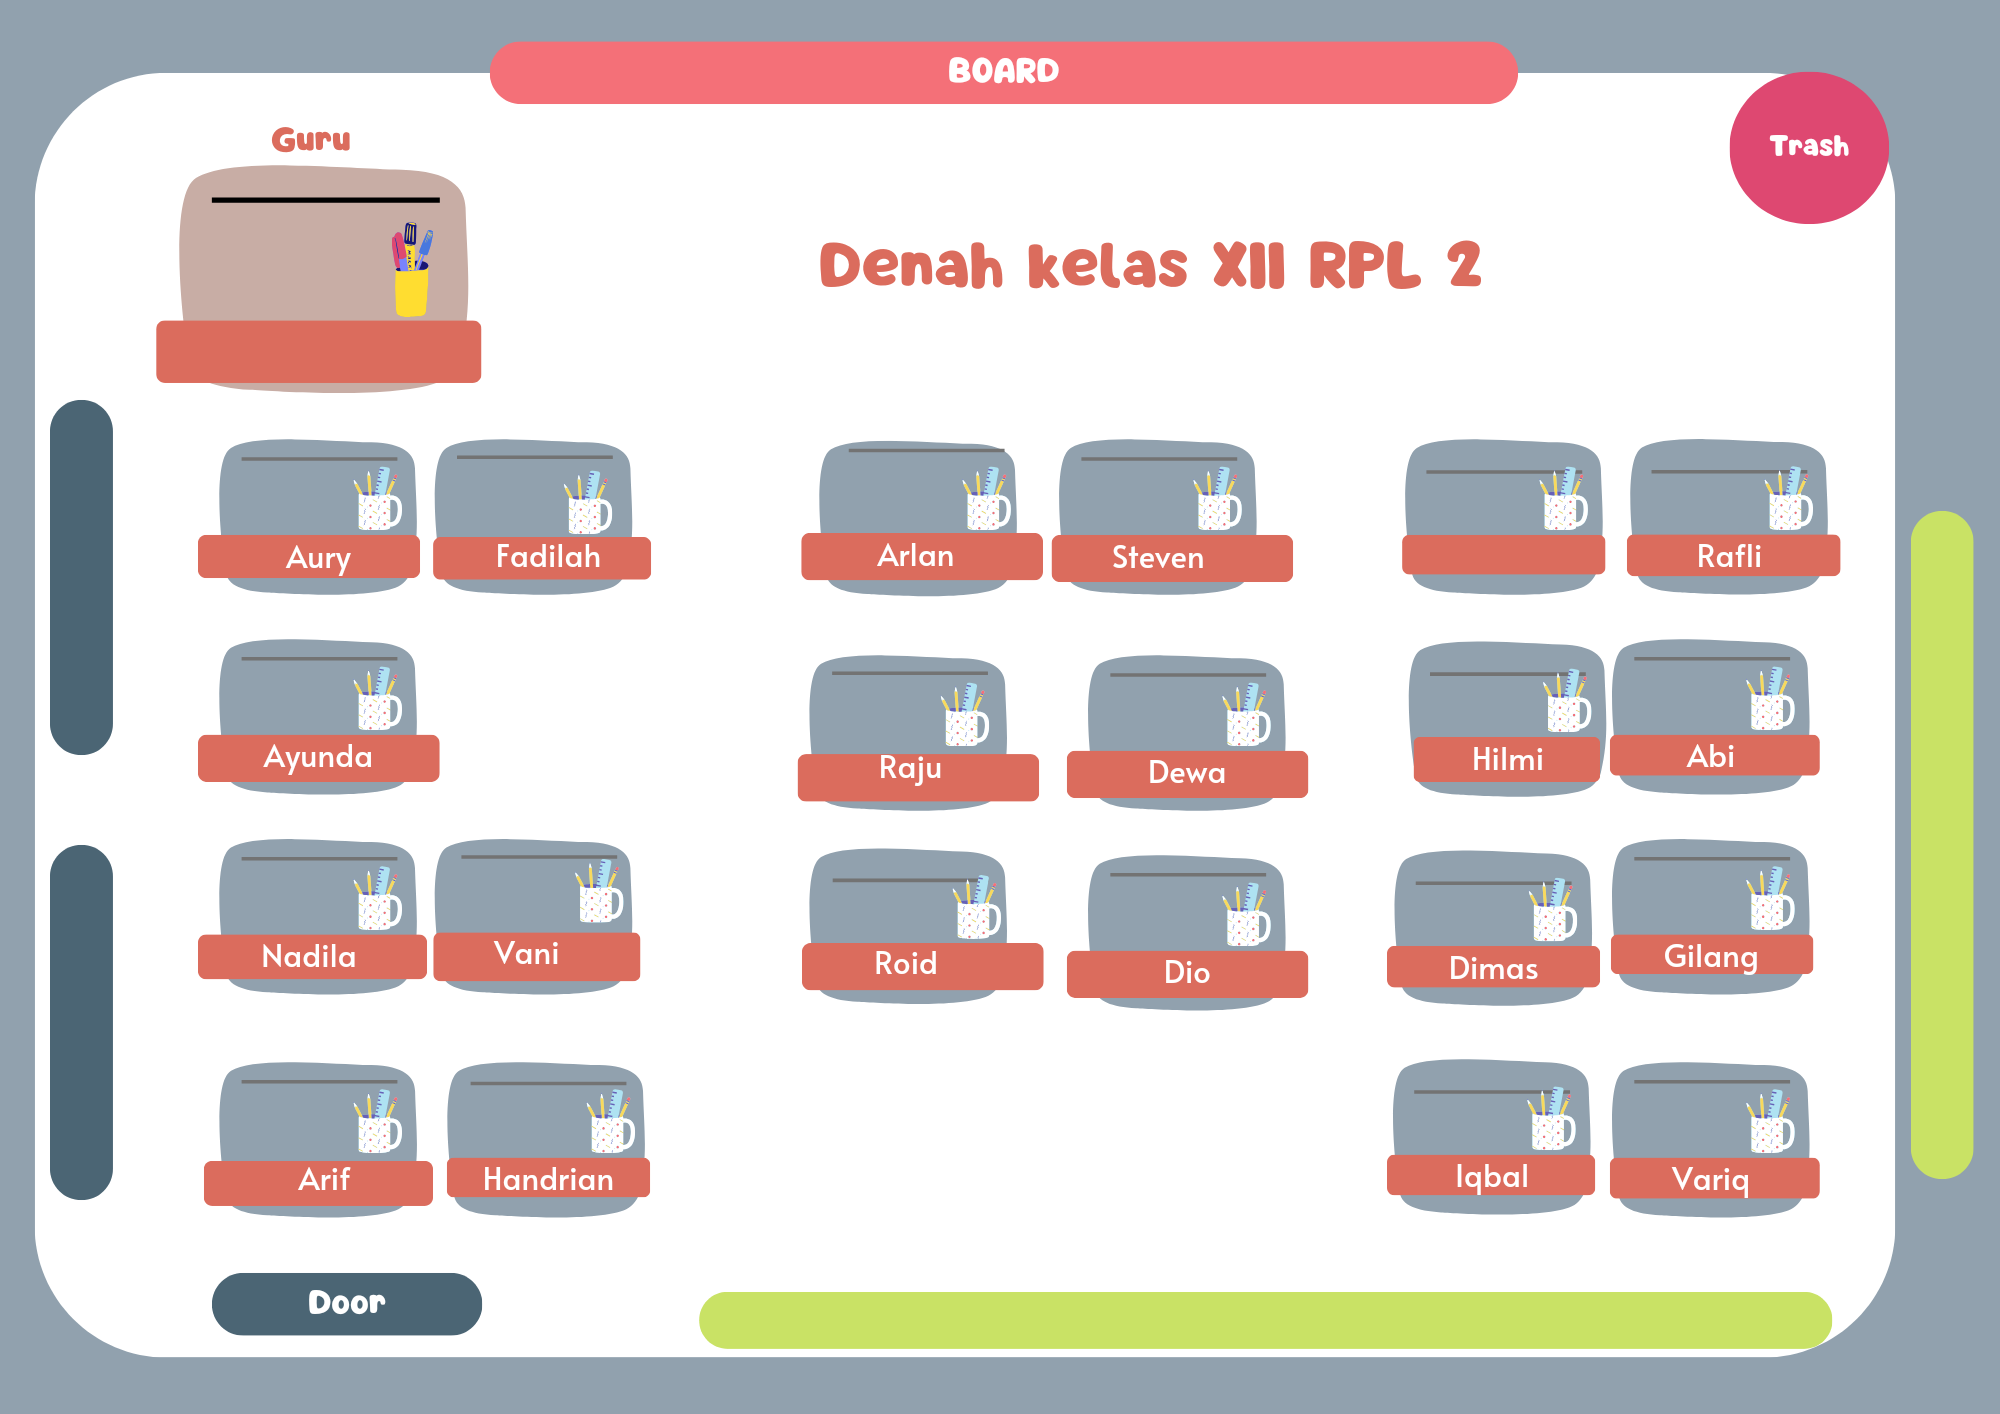 BOARD
Guru
Trash
Denah kelas XII RPL 2
Aury
Fadilah
Arlan
Steven
Rafli
Ayunda
Raju
Dewa
Hilmi
Abi
Nadila
Vani
Roid
Dio
Dimas
Gilang
Arif
Handrian
Iqbal
Variq
Door